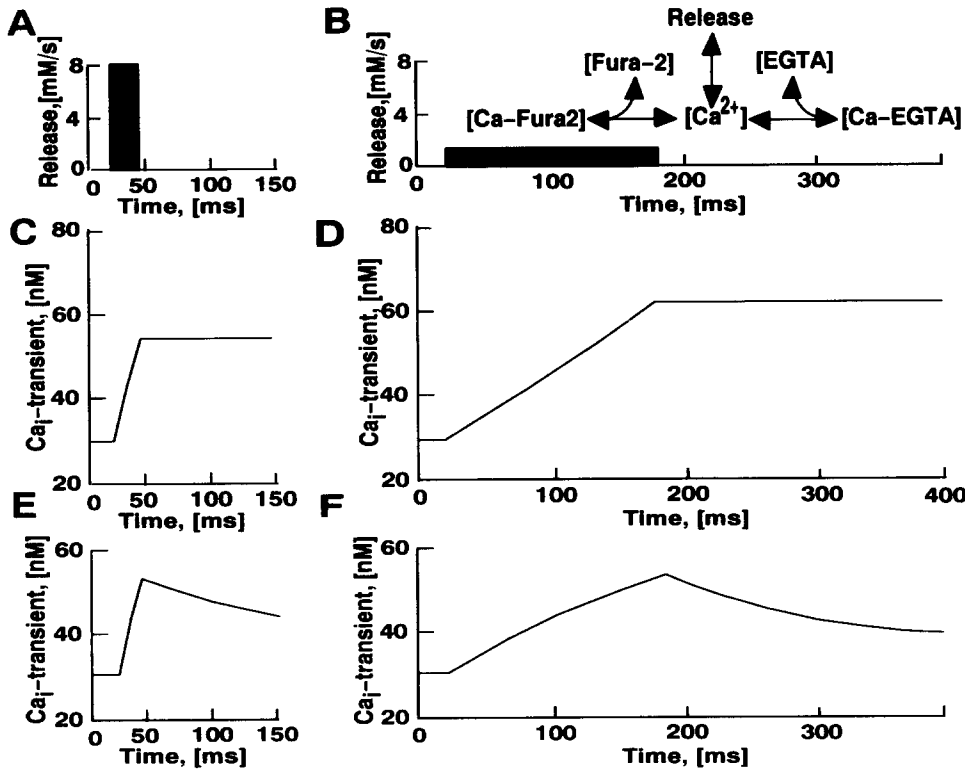 A
Release,[mM/s]
8
4
0
0 50 100 150
Time, [ms]
B
Release
[Fura-2] [EGTA]
[Ca-Fura2] [Ca2+] [Ca-EGTA]
Release, [mM/s]
8
4
0
100 200 300
Time, [ms]
C
Cai-transient, [nM]
80
60
40
20
0 50 100 150
Time, [ms]
D
Cai-transient, [nM]
80
60
40
20
0 100 200 300 400
Time, [ms]
E
Cai-transient, [nM]
60
40
20
0 50 100 150
Time, [ms]
F
Cai-transient, [nM]
60
40
20
0 100 200 300
Time, [ms]